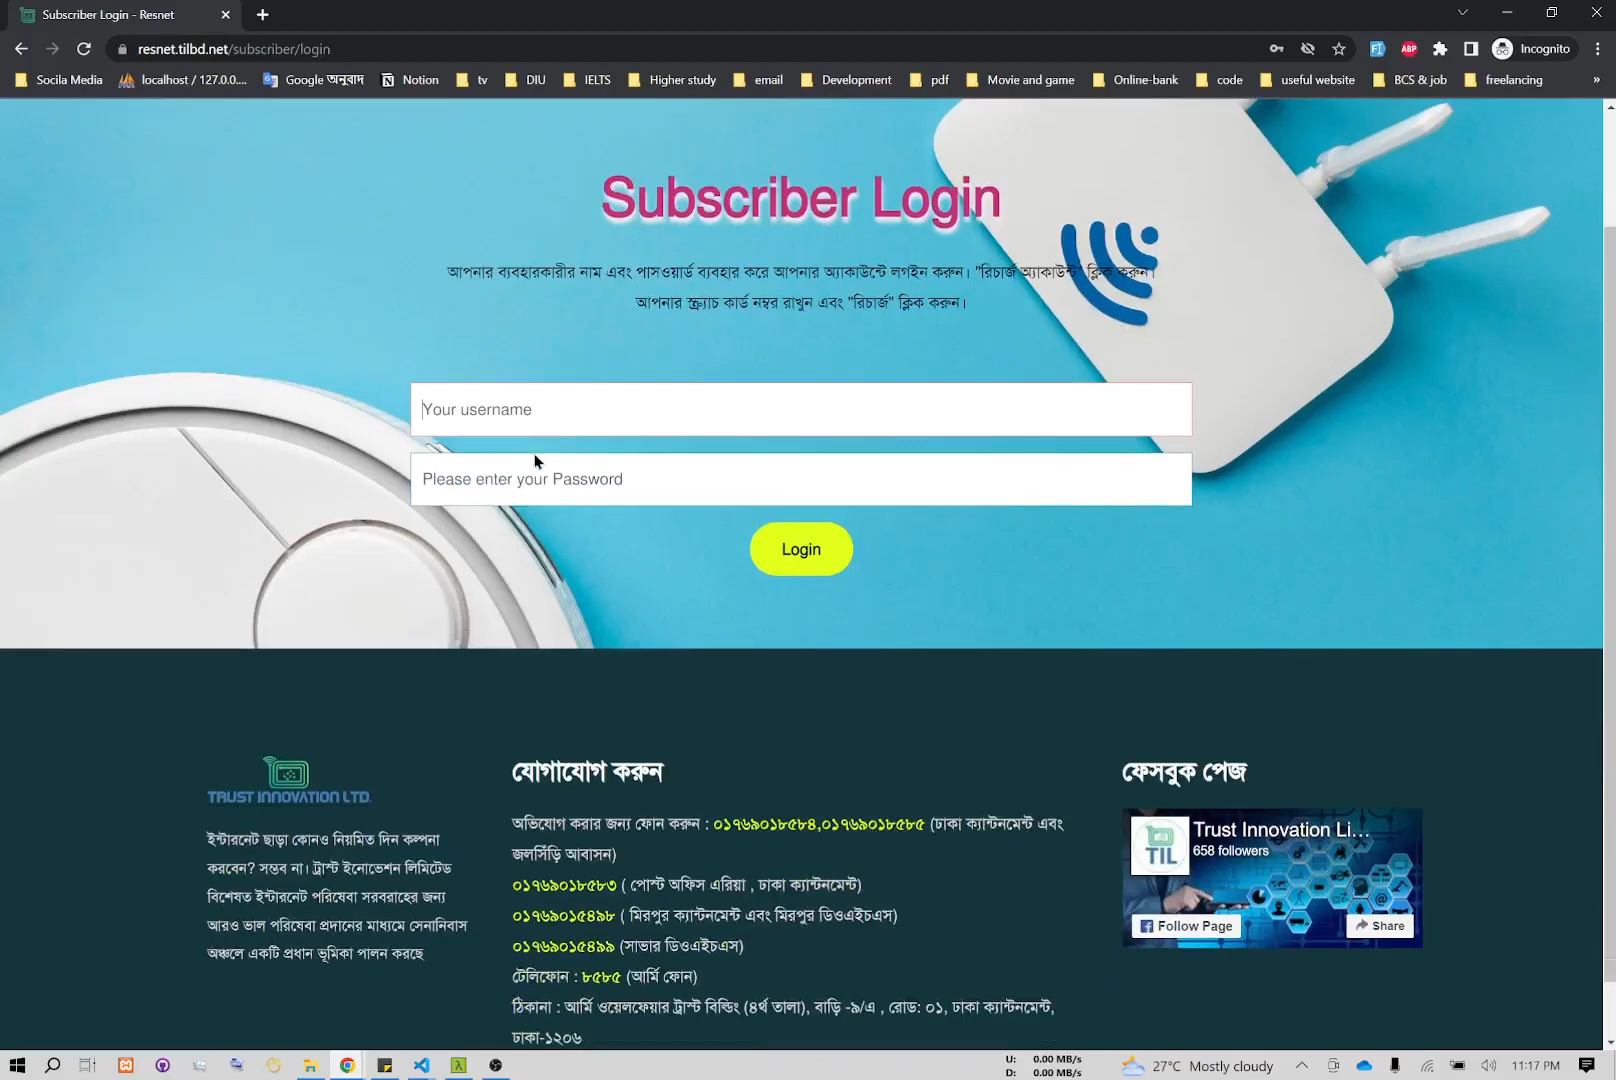 Subscriber Login - Resnet
resnet.tilbd.net/subscriber/login
Incognito
Socila Media
localhost / 127.0.0....
Google অনুবাদ
Notion
tv
DIU
IELTS
Higher study
email
Development
pdf
Movie and game
Online-bank
code
useful website
BCS & job
freelancing
»
Subscriber Login
আপনার ব্যবহারকারীর নাম এবং পাসওয়ার্ড ব্যবহার করে আপনার অ্যাকাউন্টে লগইন করুন। "রিচার্জ অ্যাকাউন্ট" ক্লিক করুন।
আপনার স্ক্র্যাচ কার্ড নম্বর রাখুন এবং "রিচার্জ" ক্লিক করুন।
Your username
Please enter your Password
Login
TRUST INNOVATION LTD.
ইন্টারনেট ছাড়া কোনও নিয়মিত দিন কল্পনা
করবেন? সম্ভব না। ট্রাস্ট ইনোভেশন লিমিটেড
বিশেষত ইন্টারনেট পরিষেবা সরবরাহের জন্য
আরও ভাল পরিষেবা প্রদানের মাধ্যমে সেনানিবাস
অঞ্চলে একটি প্রধান ভূমিকা পালন করছে
যোগাযোগ করুন
অভিযোগ করার জন্য ফোন করুন : ০১৭৬৯০১৮৫৮৪,০১৭৬৯০১৮৫৮৫ (ঢাকা ক্যান্টনমেন্ট এবং
জলসিঁড়ি আবাসন)
০১৭৬৯০১৮৫৮৩ ( পোস্ট অফিস এরিয়া , ঢাকা ক্যান্টনমেন্ট)
০১৭৬৯০১৫৪৯৮ ( মিরপুর ক্যান্টনমেন্ট এবং মিরপুর ডিওএইচএস)
০১৭৬৯০১৫৪৯৯ (সাভার ডিওএইচএস)
টেলিফোন : ৮৫৮৫ (আর্মি ফোন)
ঠিকানা : আর্মি ওয়েলফেয়ার ট্রাস্ট বিল্ডিং (৪র্থ তালা), বাড়ি -৯/এ , রোড: ০১, ঢাকা ক্যান্টনমেন্ট,
ঢাকা-১২০৬
ফেসবুক পেজ
TIL
Trust Innovation Li...
658 followers
Follow Page
Share
U: 0.00 MB/s
D: 0.00 MB/s
27°C Mostly cloudy
11:17 PM